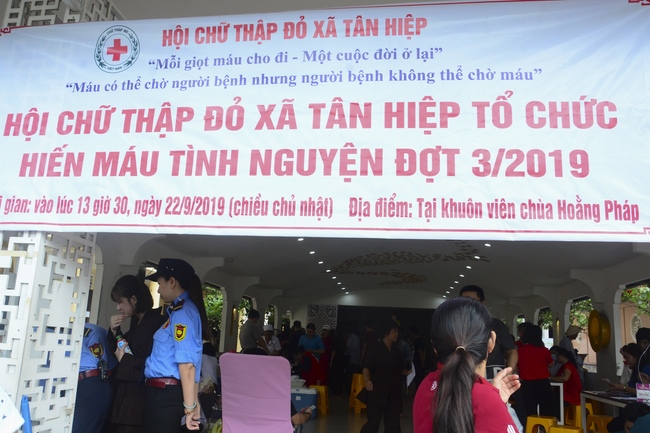 HỘI CHỮ THẬP ĐỎ XÃ TÂN HIỆP
“Mỗi giọt máu cho đi - Một cuộc đời ở lại”
“Máu có thể chờ người bệnh nhưng người bệnh không thể chờ máu”
HỘI CHỮ THẬP ĐỎ XÃ TÂN HIỆP TỔ CHỨC
HIẾN MÁU TÌNH NGUYỆN ĐỢT 3/2019
gian: vào lúc 13 giờ 30, ngày 22/9/2019 (chiều chủ nhật) Địa điểm: Tại khuôn viên chùa Hoằng Pháp